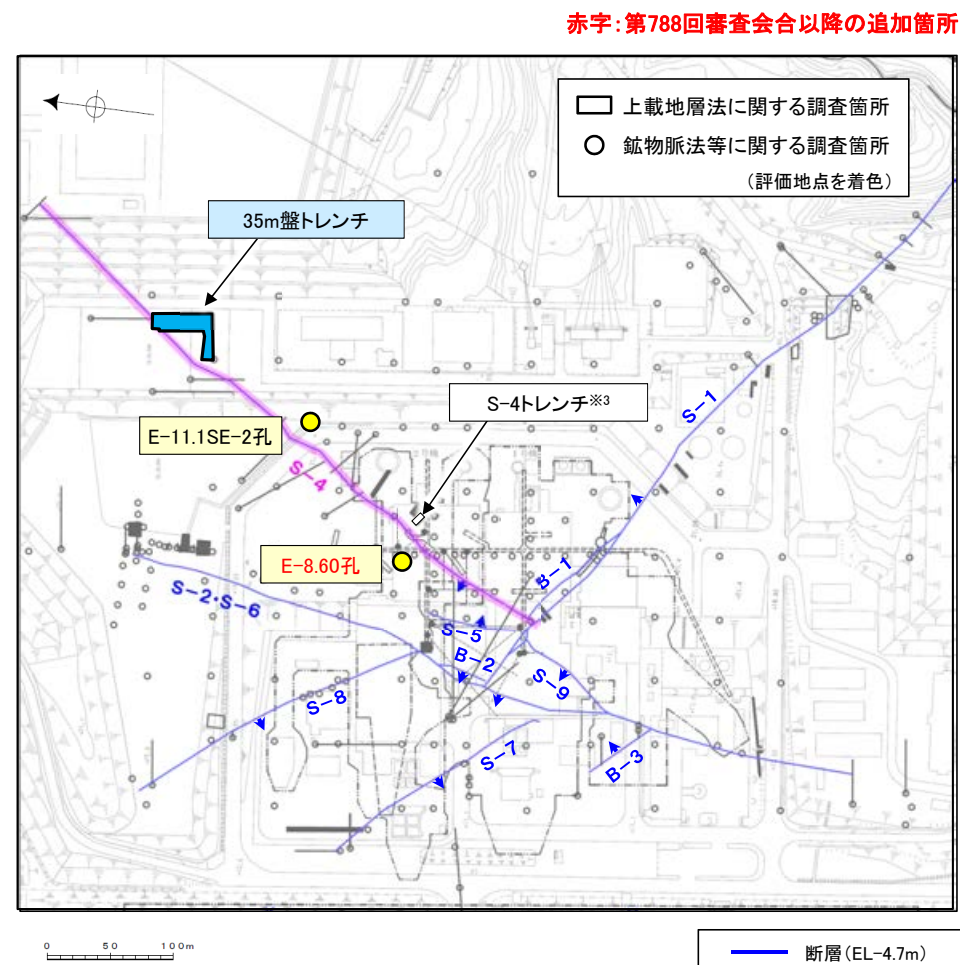 赤字：第788回審査会合以降の追加箇所
上載地層法に関する調査箇所
鉱物脈法等に関する調査箇所
（評価地点を着色）
35m盤トレンチ
S-4トレンチ※3
E-11.1SE-2孔
E-8.60孔
S-1
S-4
B-1
S-2・S-6
S-5
B-2
S-9
S-8
S-7
B-3
0 50 100m
断層（EL-4.7m）